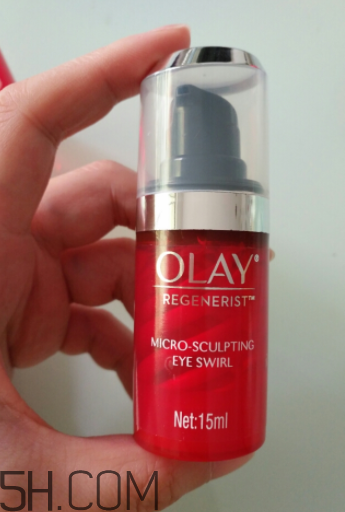 OLAY®
REGENERIST™
MICRO-SCULPTING
EYE SWIRL
Net:15ml
5H.COM